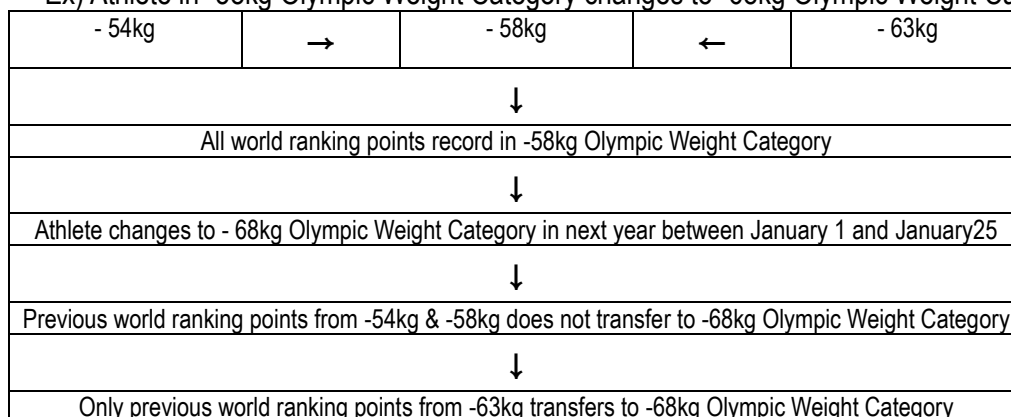 - 54kg → - 58kg ← - 63kg
↓
All world ranking points record in -58kg Olympic Weight Category
↓
Athlete changes to - 68kg Olympic Weight Category in next year between January 1 and January25
↓
Previous world ranking points from -54kg & -58kg does not transfer to -68kg Olympic Weight Category
↓
Only previous world ranking points from -63kg transfers to -68kg Olympic Weight Category